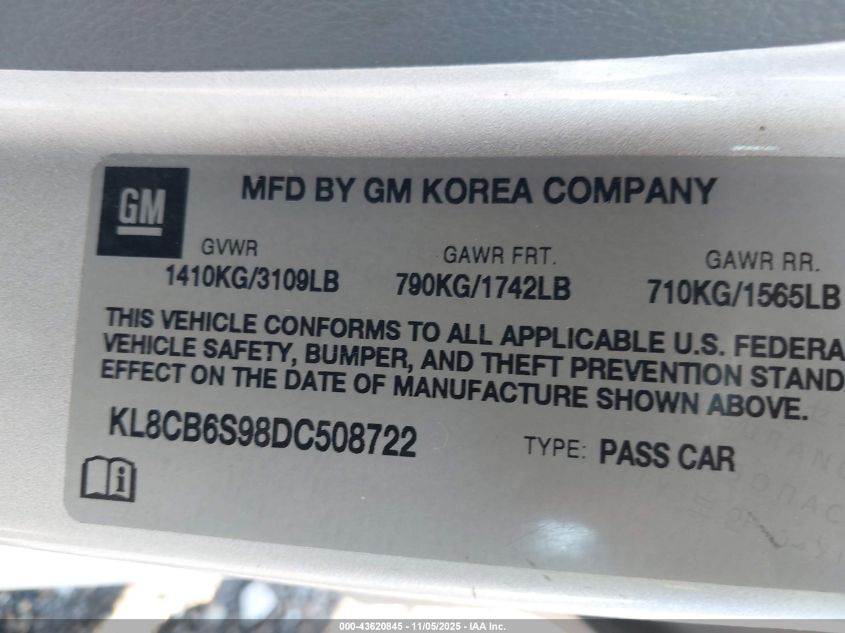 GM
MFD BY GM KOREA COMPANY
GVWR GAWR FRT. GAWR RR.
1410KG/3109LB 790KG/1742LB 710KG/1565LB
THIS VEHICLE CONFORMS TO ALL APPLICABLE U.S. FEDERA
VEHICLE SAFETY, BUMPER, AND THEFT PREVENTION STAND
EFFECT ON THE DATE OF MANUFACTURE SHOWN ABOVE.
KL8CB6S98DC508722 TYPE: PASS CAR
000-43620845 - 11/05/2025 - IAA Inc.